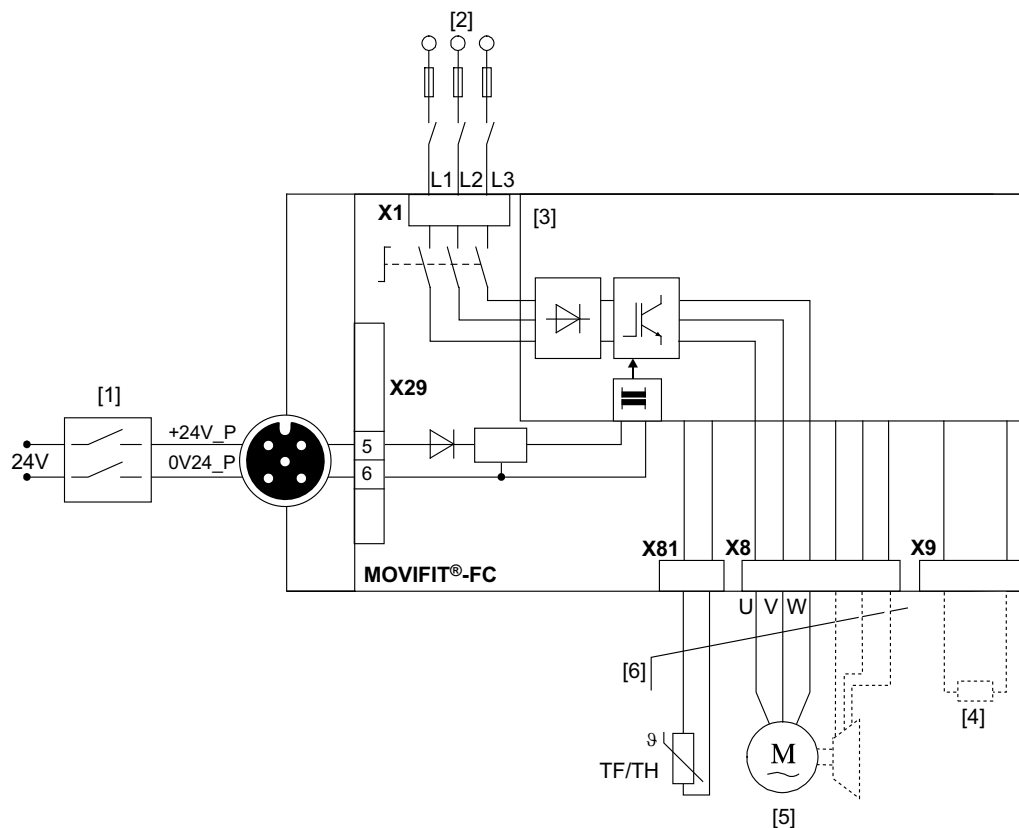 [2]
L1 L2 L3
X1
[3]
X29
[1]
+24V_P
5
24V
0V24_P
6
X81
X8
X9
MOVIFIT®-FC
U V W
[6]
[4]
ϑ
TF/TH
M
[5]